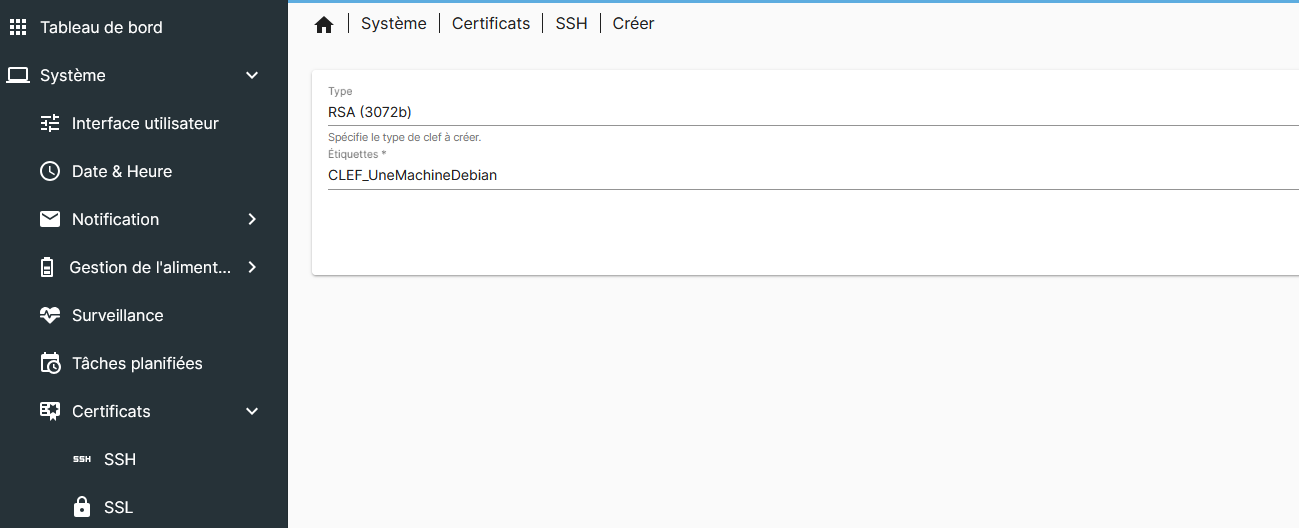 Tableau de bord
Système
Interface utilisateur
Date & Heure
Notification
Gestion de l'aliment...
Surveillance
Tâches planifiées
Certificats
SSH
SSH
SSL
Système | Certificats | SSH | Créer
Type
RSA (3072b)
Spécifie le type de clef à créer.
Étiquettes *
CLEF_UneMachineDebian